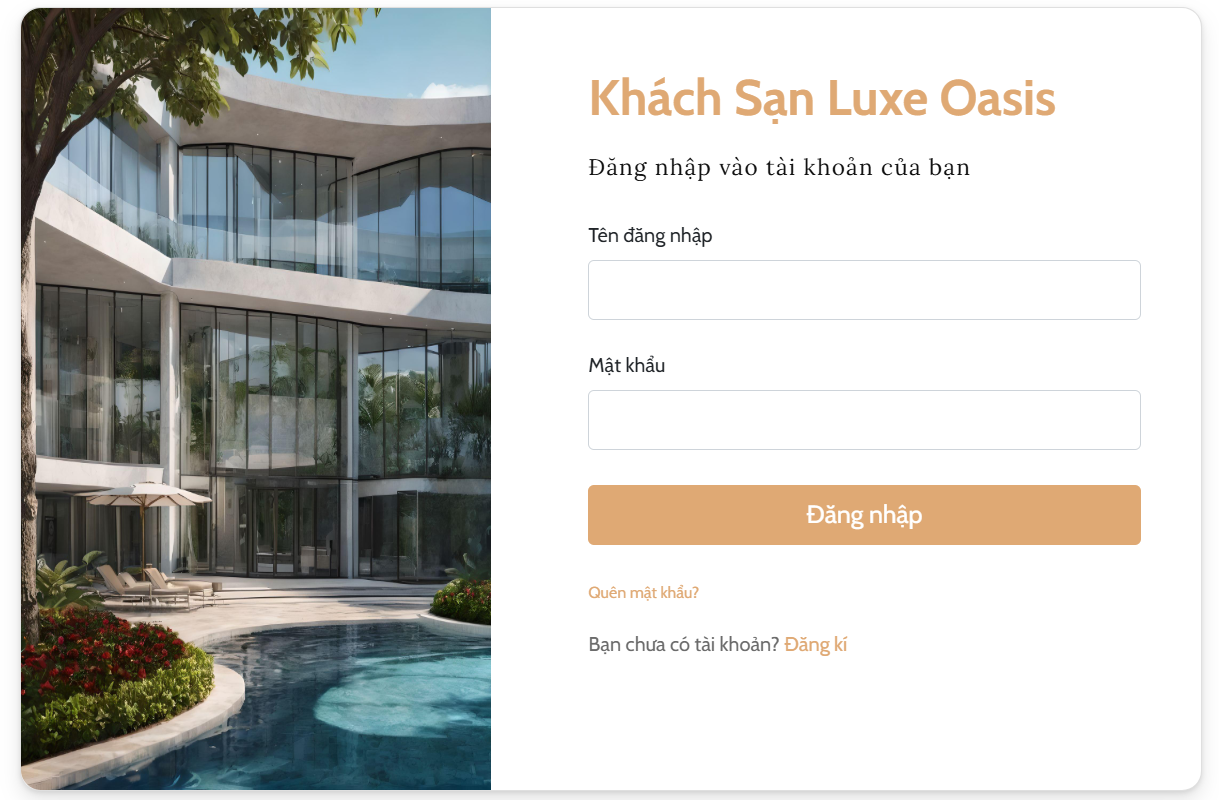 Khách Sạn Luxe Oasis
Đăng nhập vào tài khoản của bạn
Tên đăng nhập
Mật khẩu
Đăng nhập
Quên mật khẩu?
Bạn chưa có tài khoản? Đăng kí